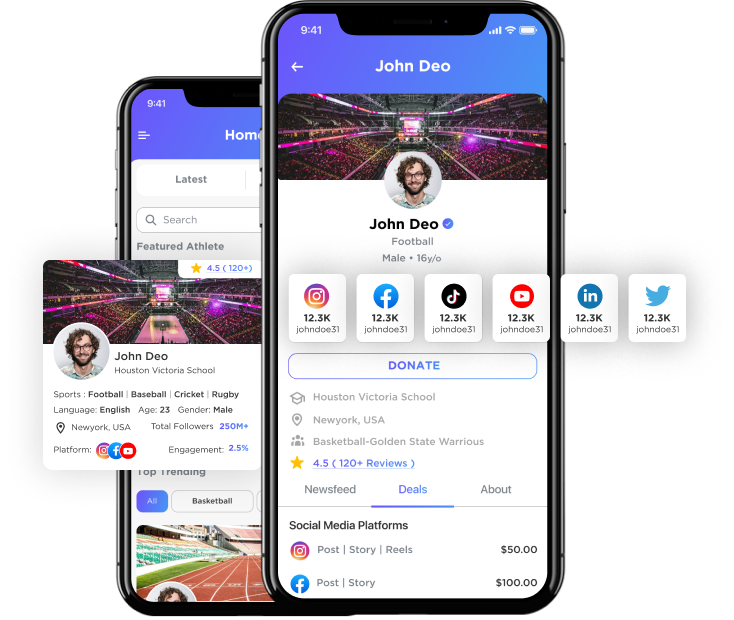 9:41
Home
Latest
Search
Featured Athlete
4.5 ( 120+)
John Deo
Houston Victoria School
Sports : Football | Baseball | Cricket | Rugby
Language: English Age: 23 Gender: Male
Newyork, USA Total Followers 250M+
Platform: Engagement: 2.5%
Top Trending
All Basketball
9:41
John Deo
John Deo
Football
Male • 16y/o
12.3K 12.3K 12.3K 12.3K 12.3K 12.3K
johndoe31 johndoe31 johndoe31 johndoe31 johndoe31 johndoe31
DONATE
Houston Victoria School
Newyork, USA
Basketball-Golden State Warrious
4.5 ( 120+ Reviews )
Newsfeed Deals About
Social Media Platforms
Post | Story | Reels $50.00
Post | Story $100.00